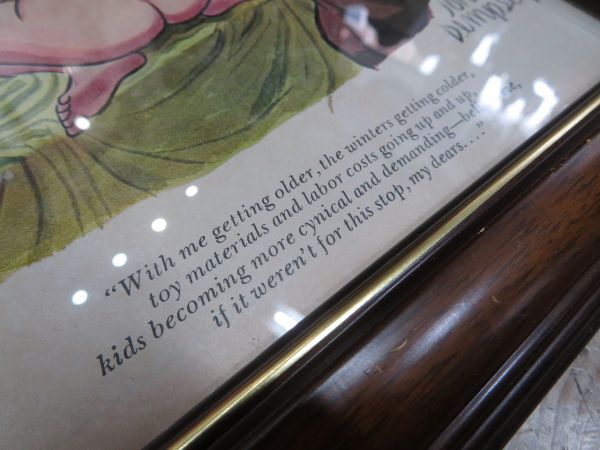 "With me getting older, the winters getting colder,
toy materials and labor costs going up and up,
kids becoming more cynical and demanding—believe me,
if it weren't for this stop, my dears...."